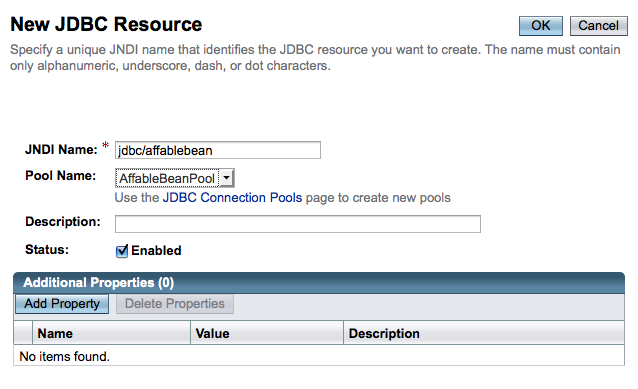 New JDBC Resource
OK Cancel
Specify a unique JNDI name that identifies the JDBC resource you want to create. The name must contain
only alphanumeric, underscore, dash, or dot characters.
JNDI Name: * jdbc/affablebean
Pool Name: AffableBeanPool
Use the JDBC Connection Pools page to create new pools
Description:
Status: Enabled
Additional Properties (0)
Add Property Delete Properties
Name Value Description
No items found.